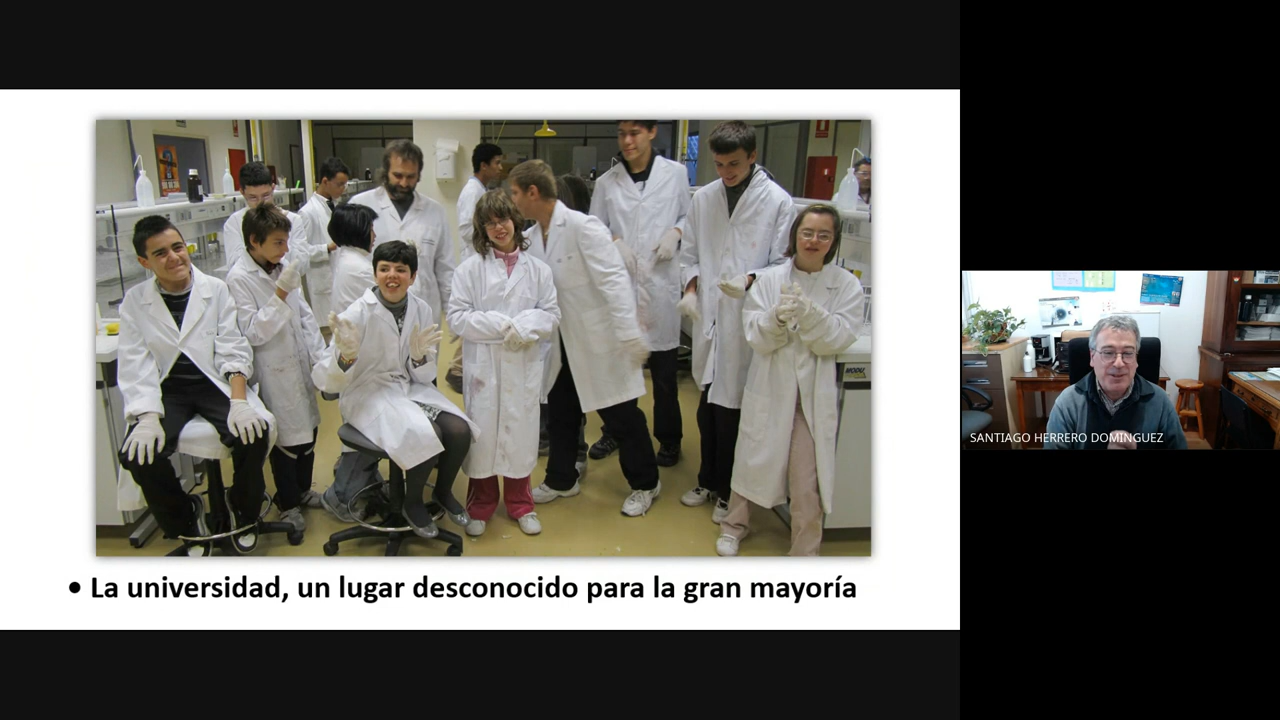 • La universidad, un lugar desconocido para la gran mayoría
SANTIAGO HERRERO DOMINGUEZ